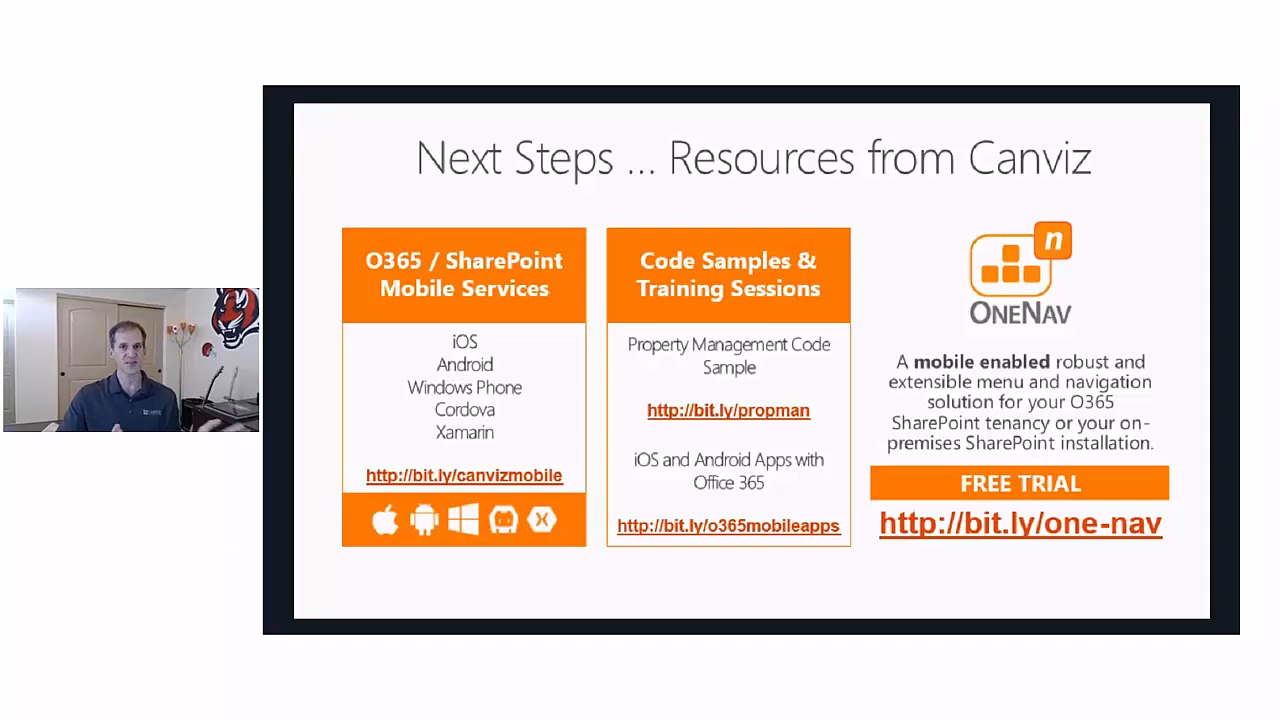 Next Steps ... Resources from Canviz
O365 / SharePoint
Mobile Services
iOS
Android
Windows Phone
Cordova
Xamarin
http://bit.ly/canvizmobile
Code Samples &
Training Sessions
Property Management Code
Sample
http://bit.ly/propman
iOS and Android Apps with
Office 365
http://bit.ly/o365mobileapps
n
ONENAV
A mobile enabled robust and
extensible menu and navigation
solution for your O365
SharePoint tenancy or your on-
premises SharePoint installation.
FREE TRIAL
http://bit.ly/one-nav